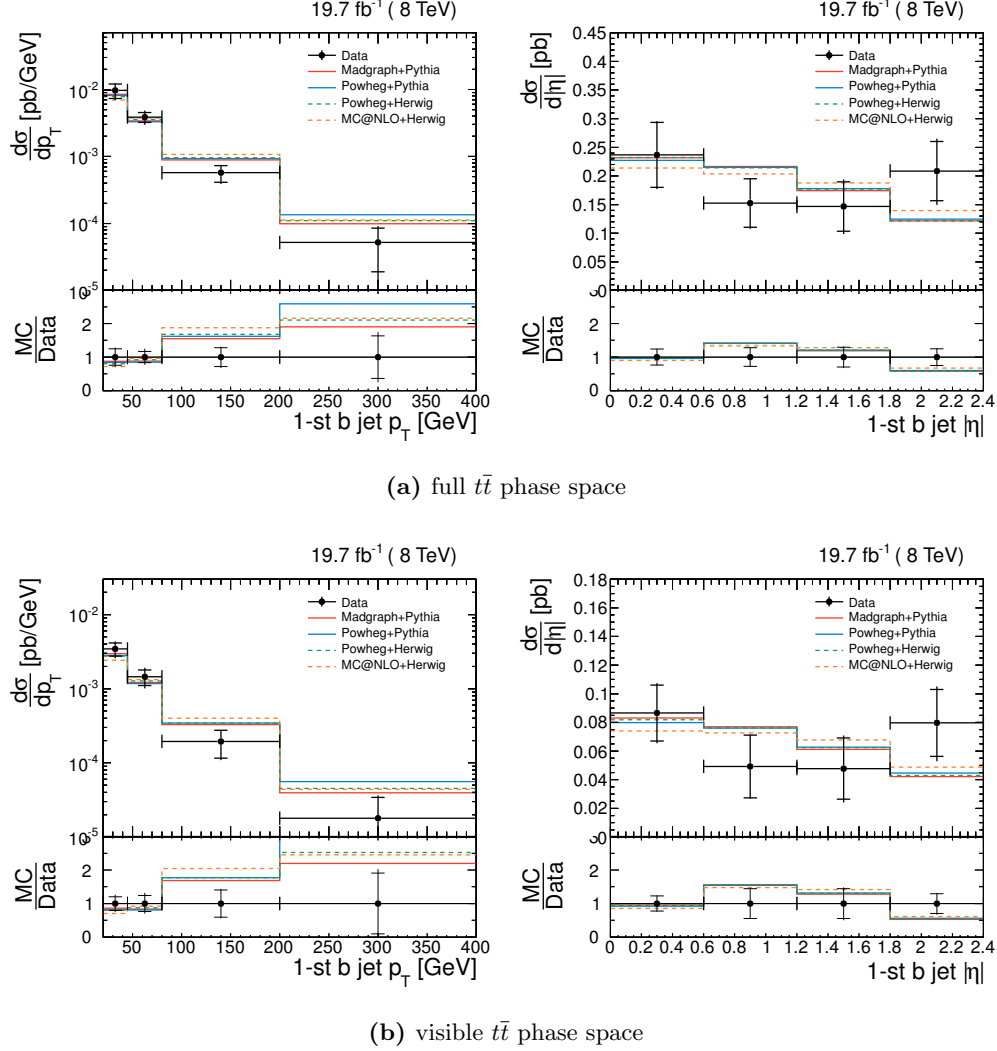 19.7 fb⁻¹ ( 8 TeV)
dσ/dp_T [pb/GeV]
10⁻²
10⁻³
10⁻⁴
10⁻⁵
Data
Madgraph+Pythia
Powheg+Pythia
Powheg+Herwig
MC@NLO+Herwig
MC/Data
2
1
0
50 100 150 200 250 300 350 400
1-st b jet p_T [GeV]
19.7 fb⁻¹ ( 8 TeV)
dσ/d|η| [pb]
0.45
0.4
0.35
0.3
0.25
0.2
0.15
0.1
0.05
Data
Madgraph+Pythia
Powheg+Pythia
Powheg+Herwig
MC@NLO+Herwig
MC/Data
2
1
0
0 0.2 0.4 0.6 0.8 1 1.2 1.4 1.6 1.8 2 2.2 2.4
1-st b jet |η|
(a) full tt̄ phase space
19.7 fb⁻¹ ( 8 TeV)
dσ/dp_T [pb/GeV]
10⁻²
10⁻³
10⁻⁴
10⁻⁵
Data
Madgraph+Pythia
Powheg+Pythia
Powheg+Herwig
MC@NLO+Herwig
MC/Data
2
1
0
50 100 150 200 250 300 350 400
1-st b jet p_T [GeV]
19.7 fb⁻¹ ( 8 TeV)
dσ/d|η| [pb]
0.18
0.16
0.14
0.12
0.1
0.08
0.06
0.04
0.02
Data
Madgraph+Pythia
Powheg+Pythia
Powheg+Herwig
MC@NLO+Herwig
MC/Data
2
1
0
0 0.2 0.4 0.6 0.8 1 1.2 1.4 1.6 1.8 2 2.2 2.4
1-st b jet |η|
(b) visible tt̄ phase space